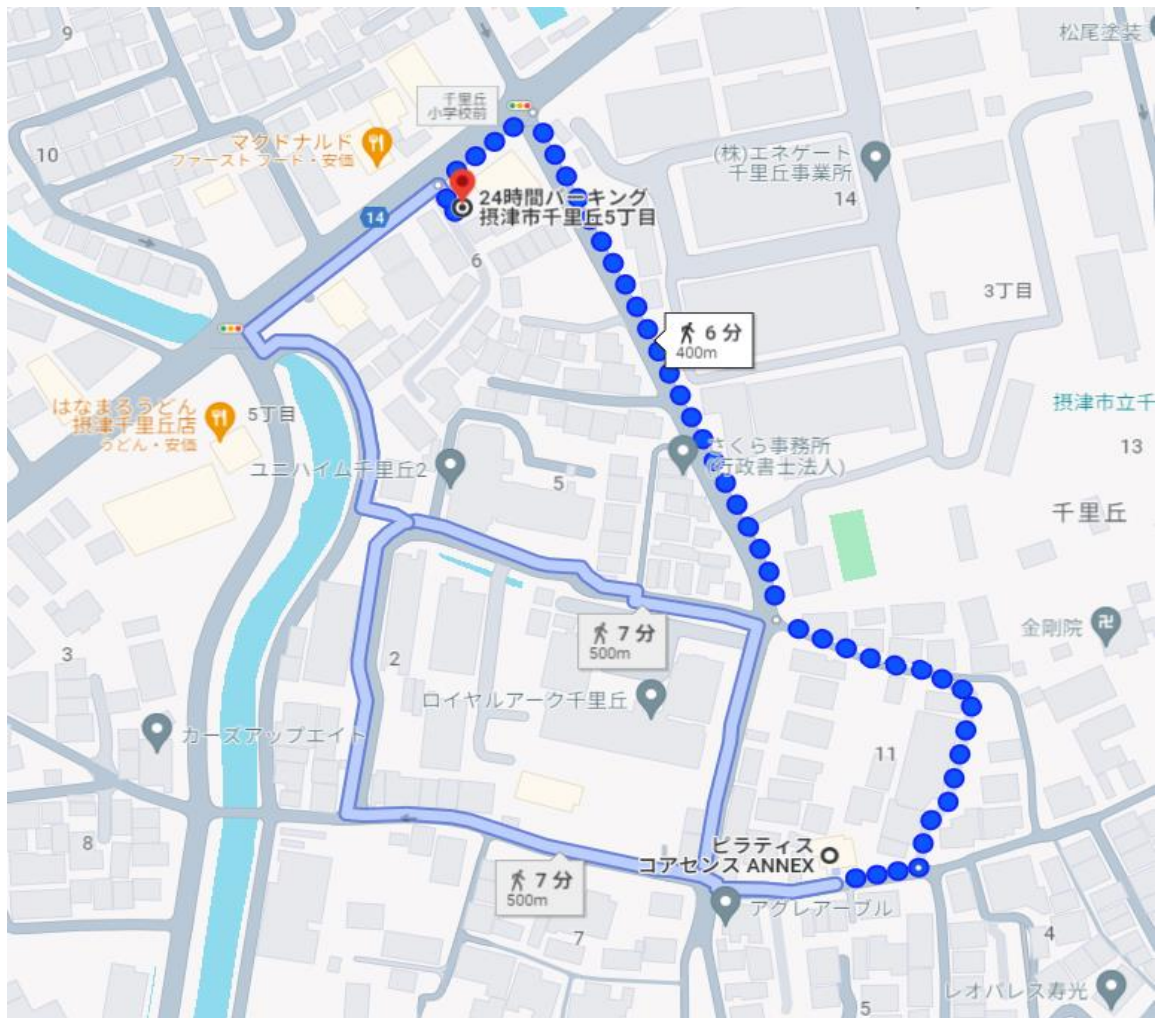 9
松尾塗装
千里丘
小学校前
10
マクドナルド
ファースト フード・安価
(株)エネゲート
千里丘事業所
14
24時間パーキング
摂津市千里丘5丁目
14
6
3丁目
6 分
400m
はなまるうどん
摂津千里丘店
うどん・安価
5丁目
摂津市立千
さくら事務所
(行政書士法人)
13
ユニハイム千里丘2
5
千里丘
7 分
500m
金剛院
3
2
ロイヤルアーク千里丘
カーズアップエイト
11
8
ピラティス
コアセンス ANNEX
7 分
500m
アグレアーブル
7
4
レオパレス寿光
5